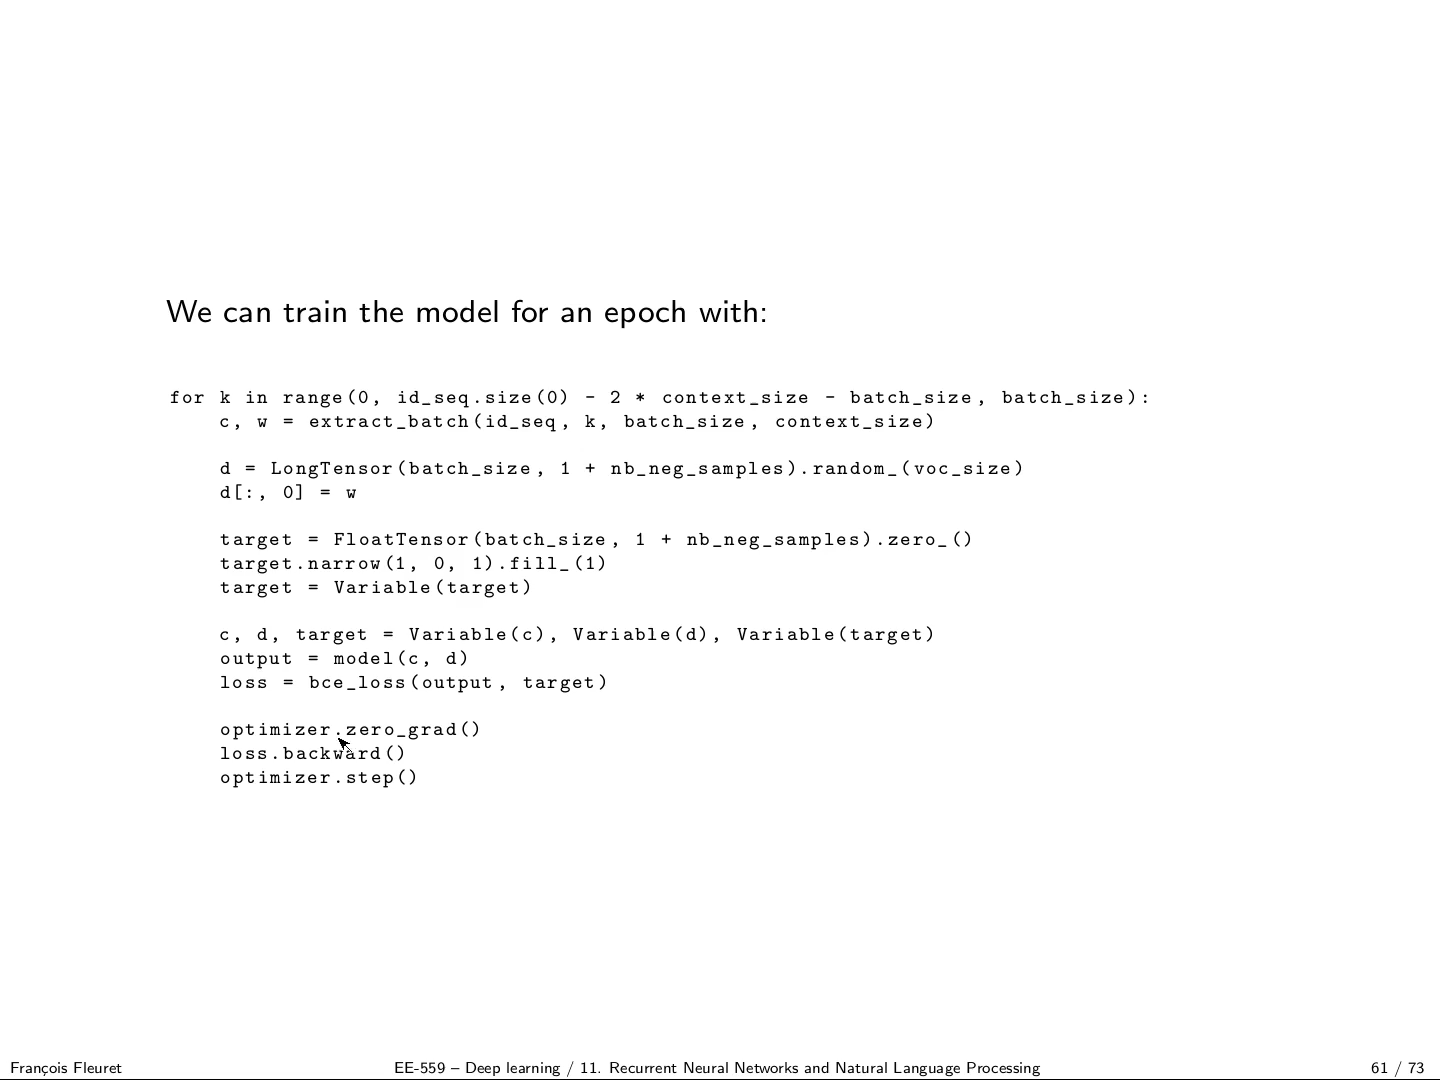 We can train the model for an epoch with:
for k in range(0, id_seq.size(0) - 2 * context_size - batch_size, batch_size):
    c, w = extract_batch(id_seq, k, batch_size, context_size)
    d = LongTensor(batch_size, 1 + nb_neg_samples).random_(voc_size)
    d[:, 0] = w
    target = FloatTensor(batch_size, 1 + nb_neg_samples).zero_()
    target.narrow(1, 0, 1).fill_(1)
    target = Variable(target)
    c, d, target = Variable(c), Variable(d), Variable(target)
    output = model(c, d)
    loss = bce_loss(output, target)
    optimizer.zero_grad()
    loss.backward()
    optimizer.step()
François Fleuret EE-559 – Deep learning / 11. Recurrent Neural Networks and Natural Language Processing 61 / 73